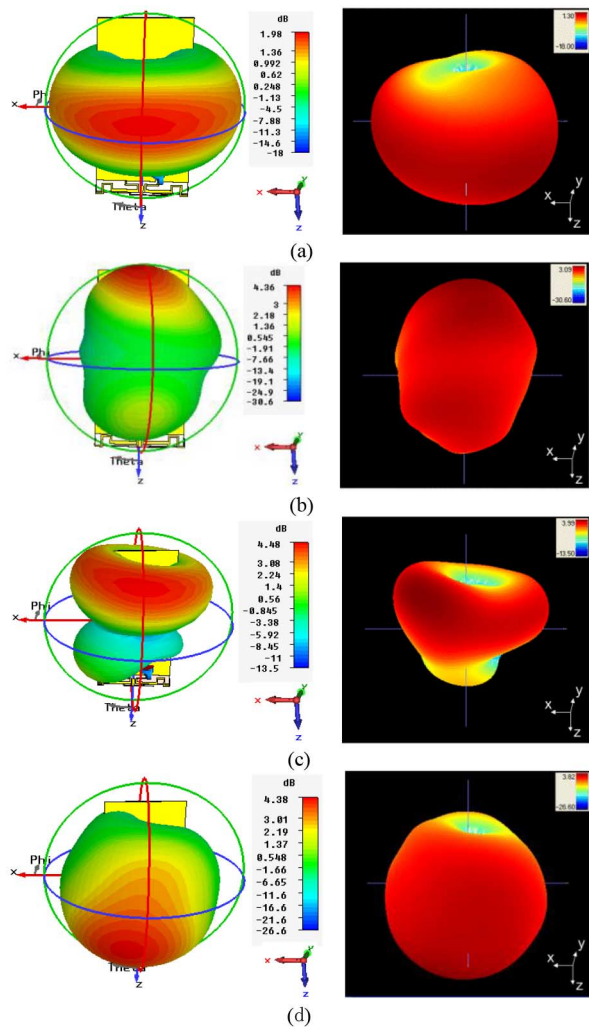 dB
1.98
1.36
0.992
0.62
0.248
-1.13
-4.5
-7.88
-11.3
-14.6
-18
Ph
x
Theta
z
x
y
z
1.30
-18.00
x
y
z
(a)
dB
4.36
3
2.18
1.36
0.545
-1.91
-7.66
-13.4
-19.1
-24.9
-30.6
x
Phi
Theta
z
x
Y
z
3.09
-30.60
x
y
z
(b)
dB
4.48
3.08
2.24
1.4
0.56
-0.845
-3.38
-5.92
-8.45
-11
-13.5
Phi
x
Theta
z
x
Y
z
3.99
-13.50
x
y
z
(c)
dB
4.38
3.01
2.19
1.37
0.548
-1.66
-6.65
-11.6
-16.6
-21.6
-26.6
Phi
x
Theta
z
x
Y
z
3.62
-26.60
x
y
z
(d)